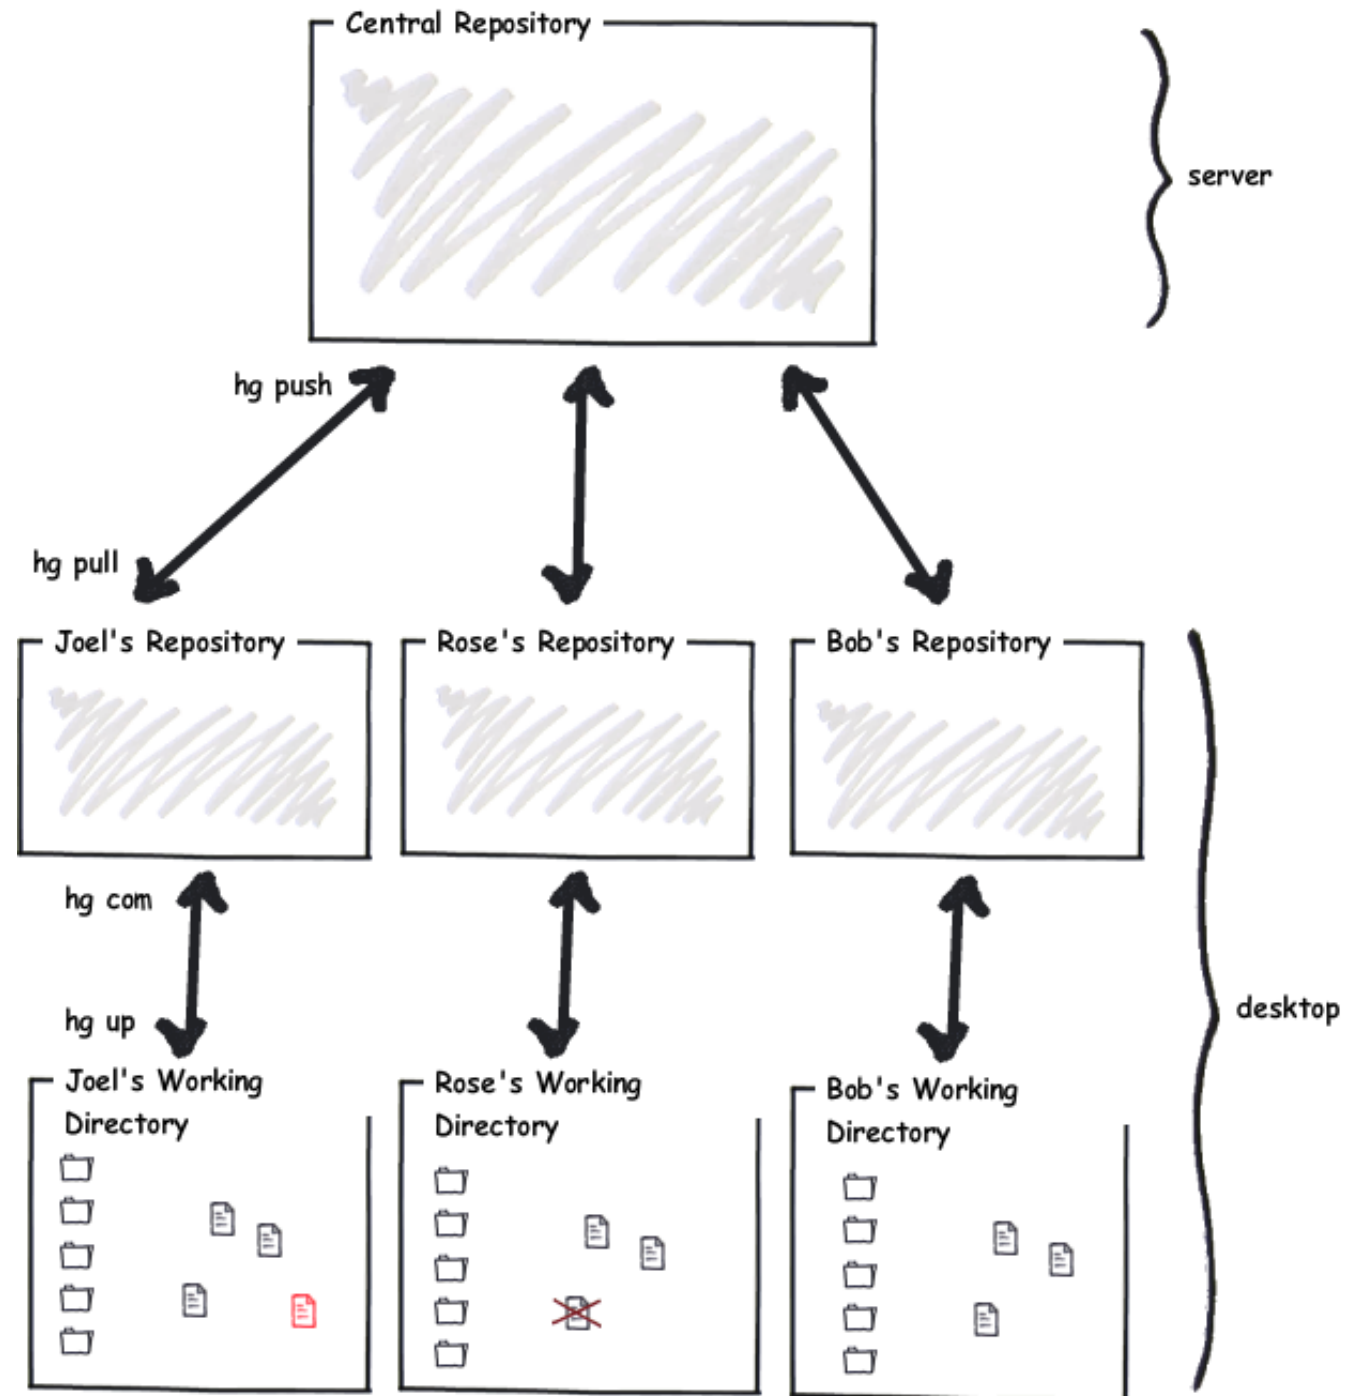 Central Repository
server
hg push
hg pull
Joel's Repository
Rose's Repository
Bob's Repository
hg com
hg up
desktop
Joel's Working
Directory
Rose's Working
Directory
Bob's Working
Directory